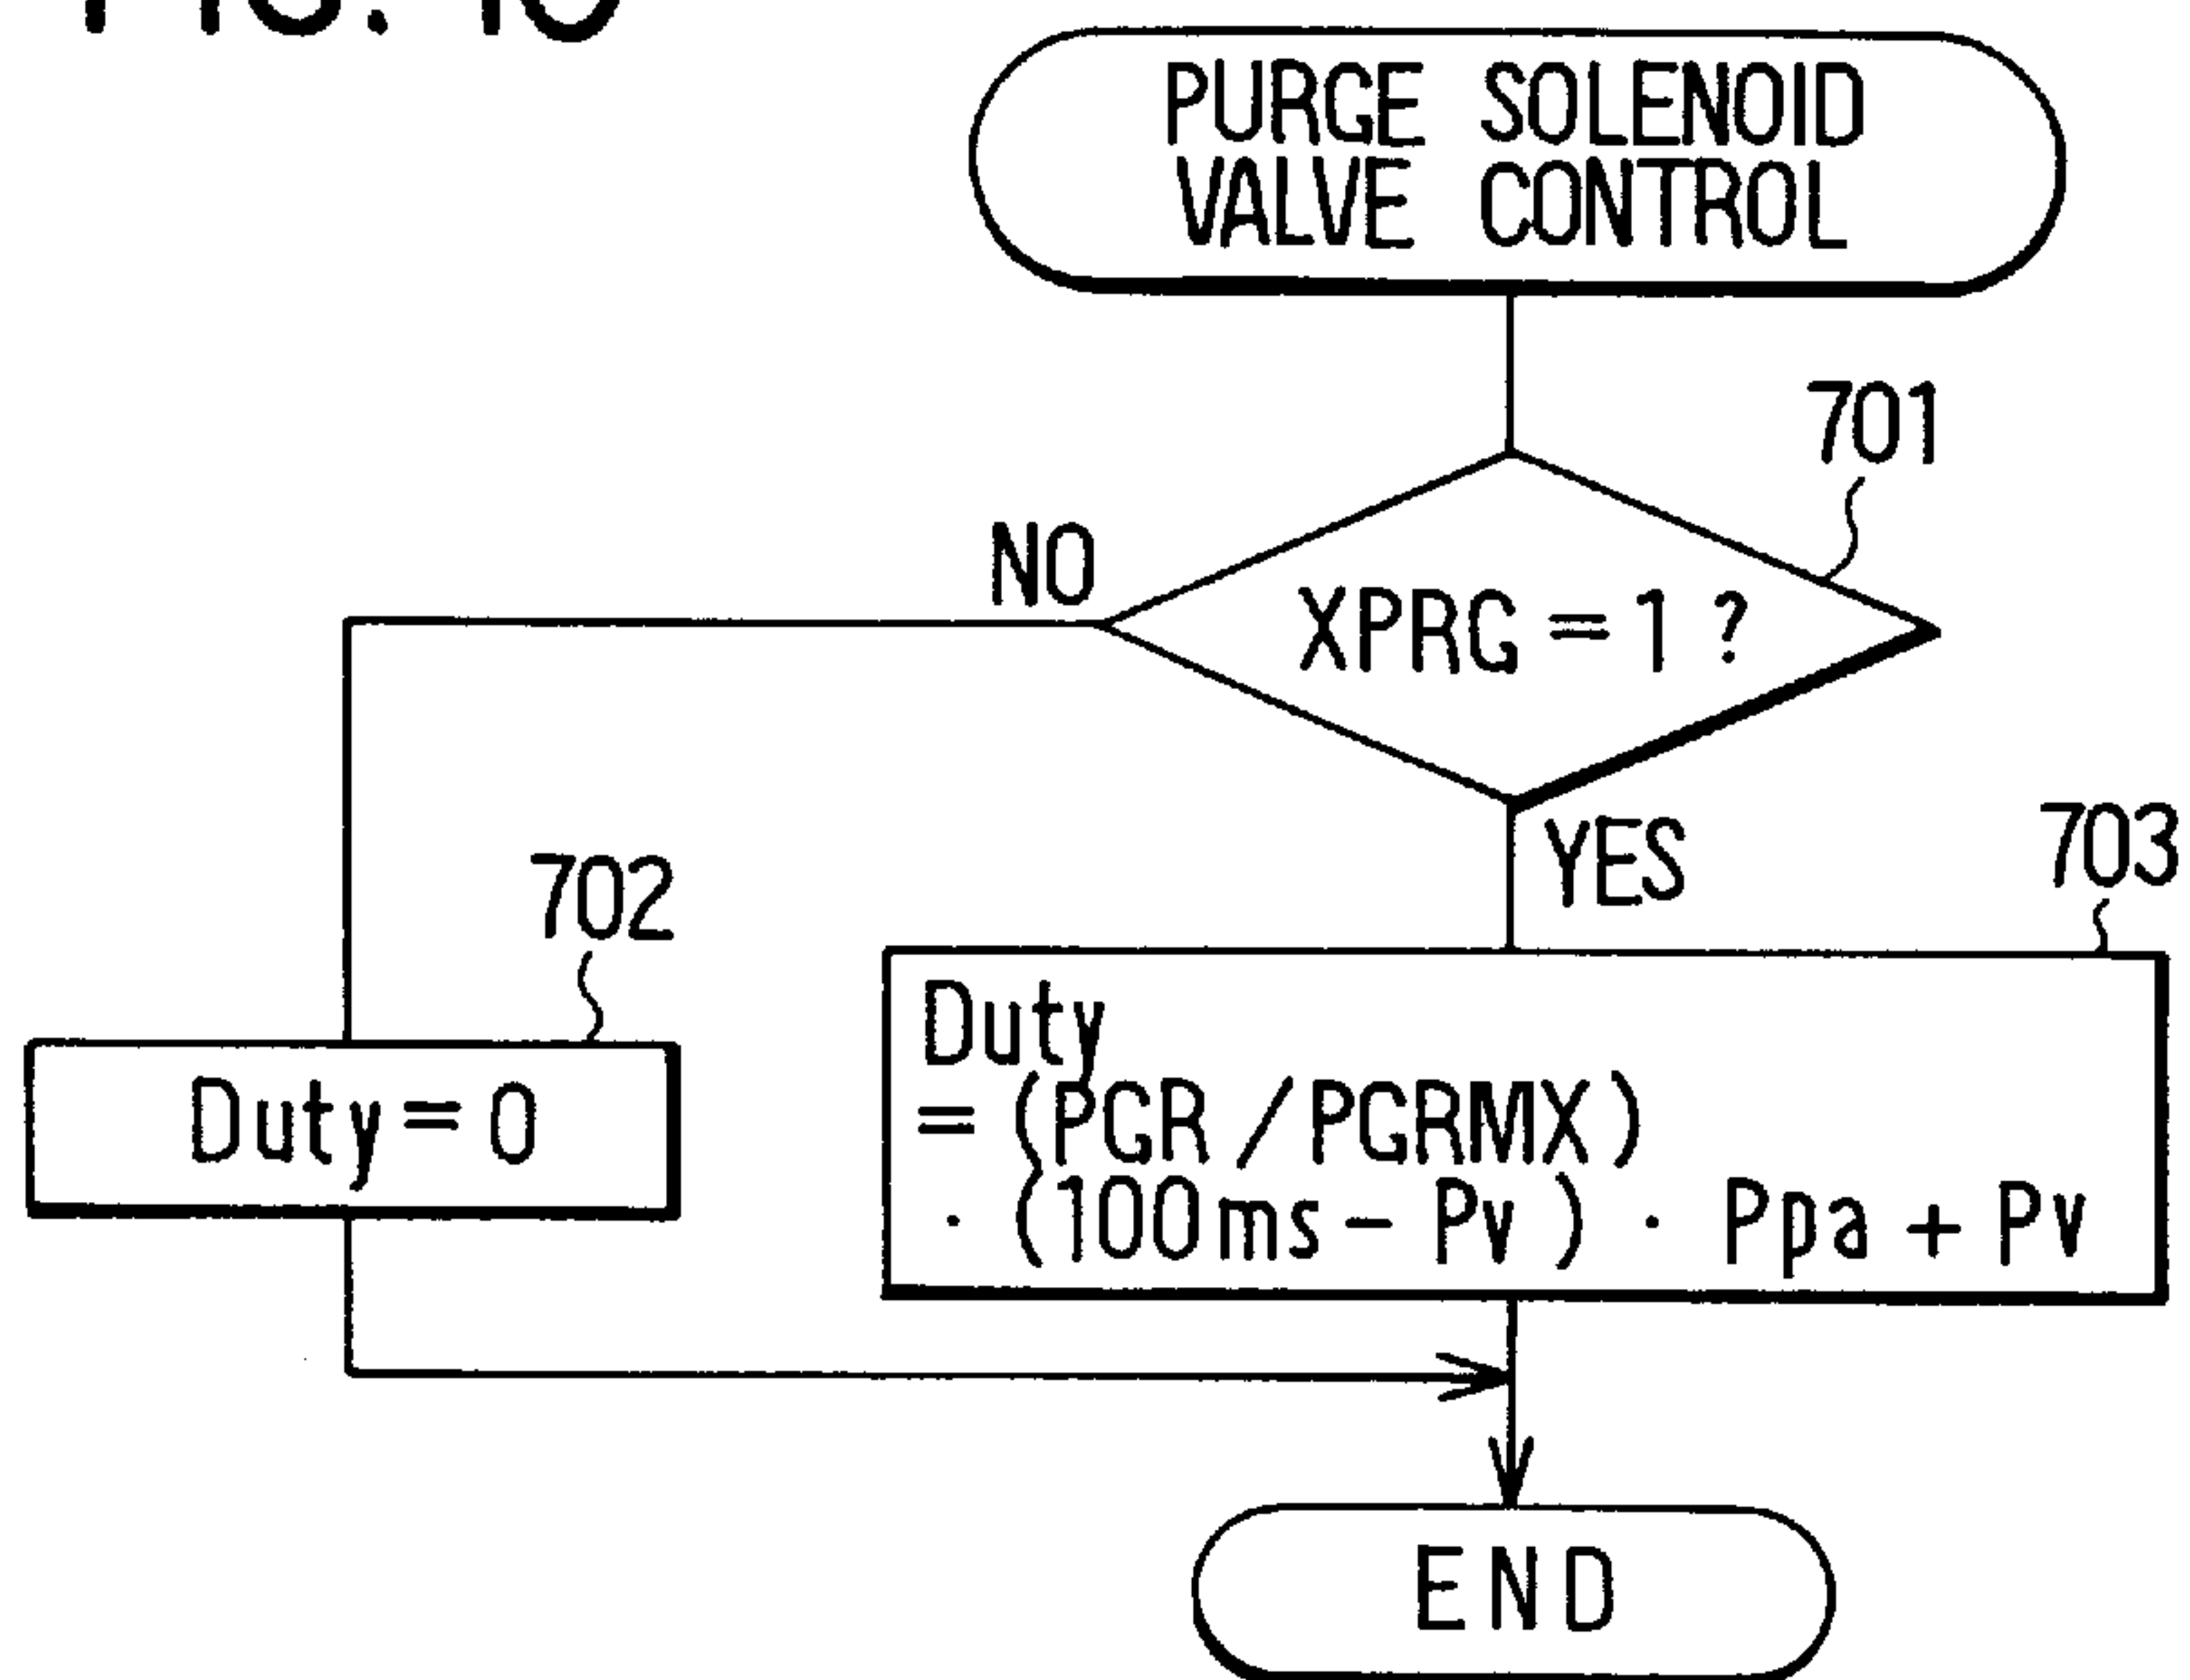 PURGE SOLENOID
VALVE CONTROL
701
NO
XPRG = 1 ?
YES
703
702
Duty
= (PGR / PGRMX)
· (100ms - Pv) · Ppa + Pv
Duty = 0
END